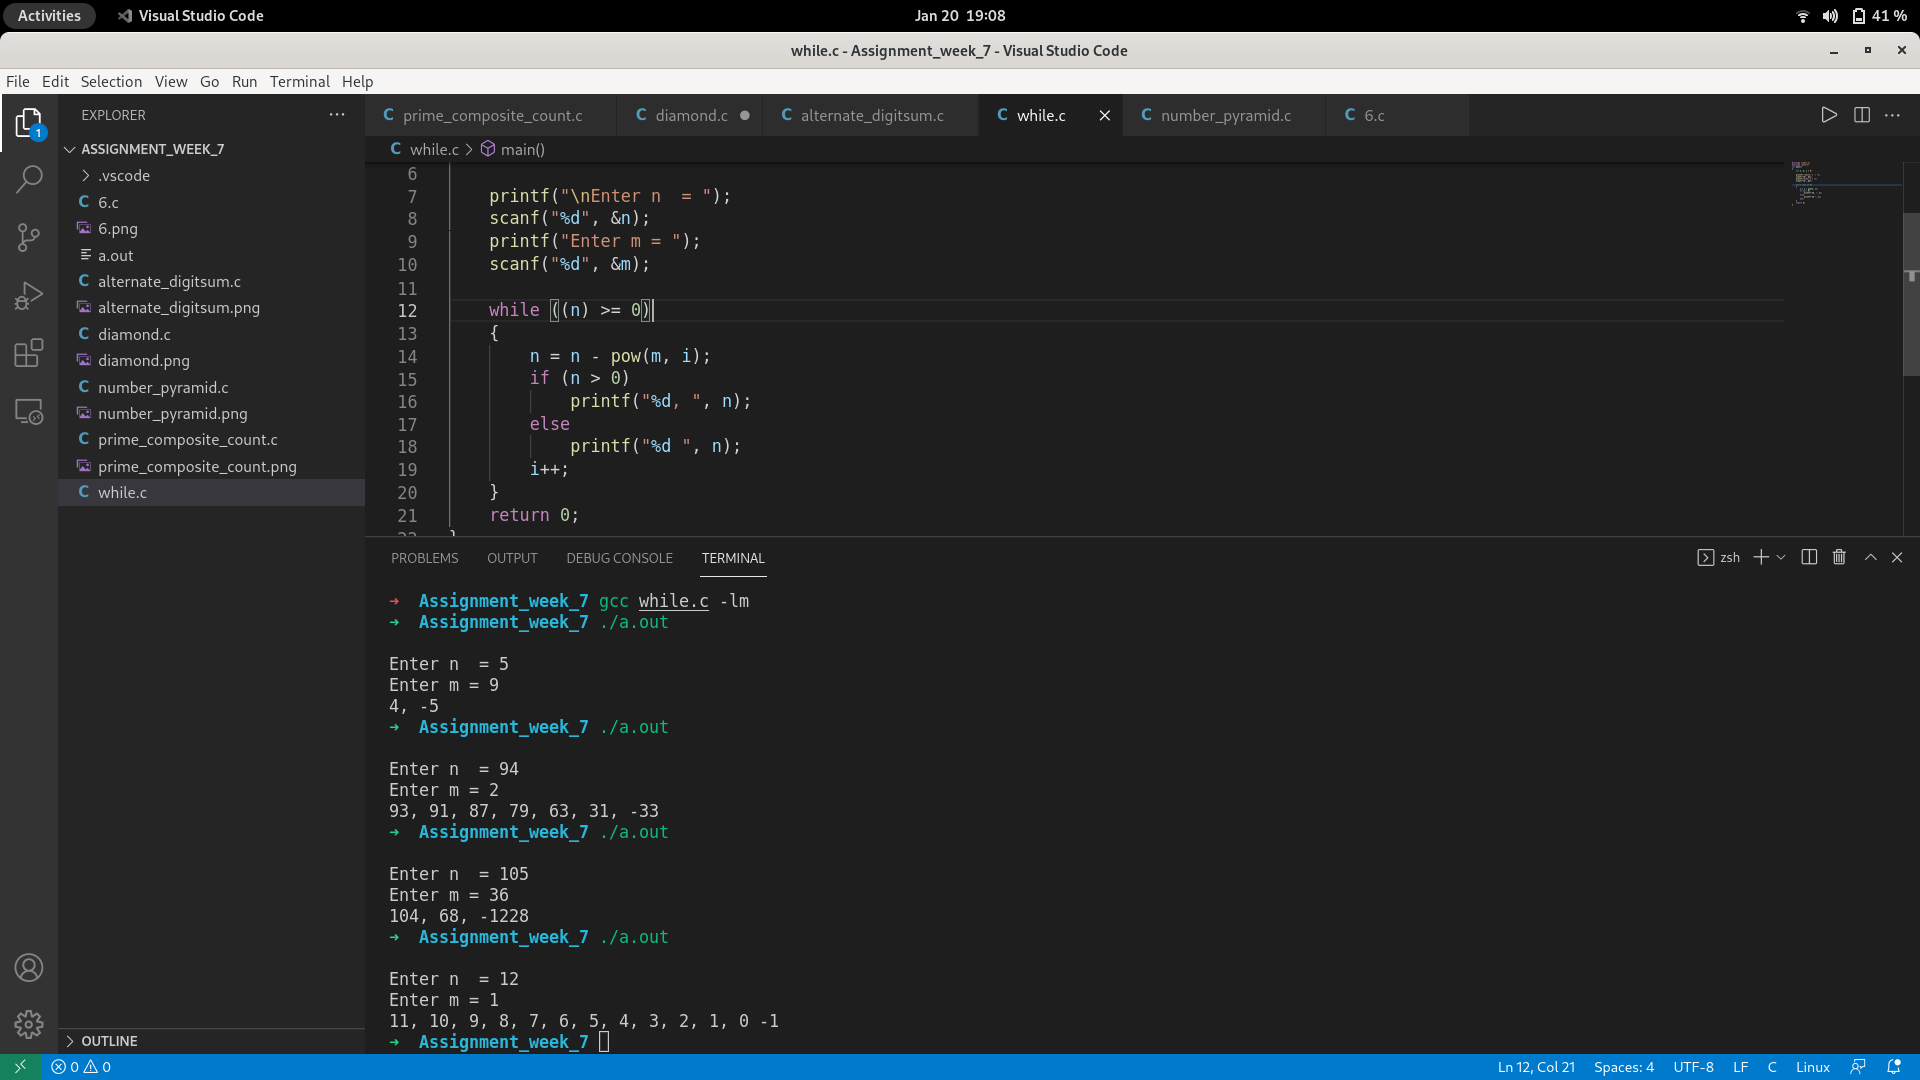 Activities Visual Studio Code Jan 20 19:08 41 %
while.c - Assignment_week_7 - Visual Studio Code
File Edit Selection View Go Run Terminal Help
1
EXPLORER
ASSIGNMENT_WEEK_7
.vscode
C 6.c
6.png
a.out
C alternate_digitsum.c
alternate_digitsum.png
C diamond.c
diamond.png
C number_pyramid.c
number_pyramid.png
C prime_composite_count.c
prime_composite_count.png
C while.c
OUTLINE
C prime_composite_count.c C diamond.c C alternate_digitsum.c C while.c C number_pyramid.c C 6.c
C while.c > main()
6
7 printf("\nEnter n  = ");
8 scanf("%d", &n);
9 printf("Enter m = ");
10 scanf("%d", &m);
11
12 while ((n) >= 0)
13 {
14 n = n - pow(m, i);
15 if (n > 0)
16 printf("%d, ", n);
17 else
18 printf("%d ", n);
19 i++;
20 }
21 return 0;
22 }
PROBLEMS OUTPUT DEBUG CONSOLE TERMINAL zsh
→ Assignment_week_7 gcc while.c -lm
→ Assignment_week_7 ./a.out
Enter n  = 5
Enter m = 9
4, -5
→ Assignment_week_7 ./a.out
Enter n  = 94
Enter m = 2
93, 91, 87, 79, 63, 31, -33
→ Assignment_week_7 ./a.out
Enter n  = 105
Enter m = 36
104, 68, -1228
→ Assignment_week_7 ./a.out
Enter n  = 12
Enter m = 1
11, 10, 9, 8, 7, 6, 5, 4, 3, 2, 1, 0 -1
→ Assignment_week_7
0 0 Ln 12, Col 21 Spaces: 4 UTF-8 LF C Linux